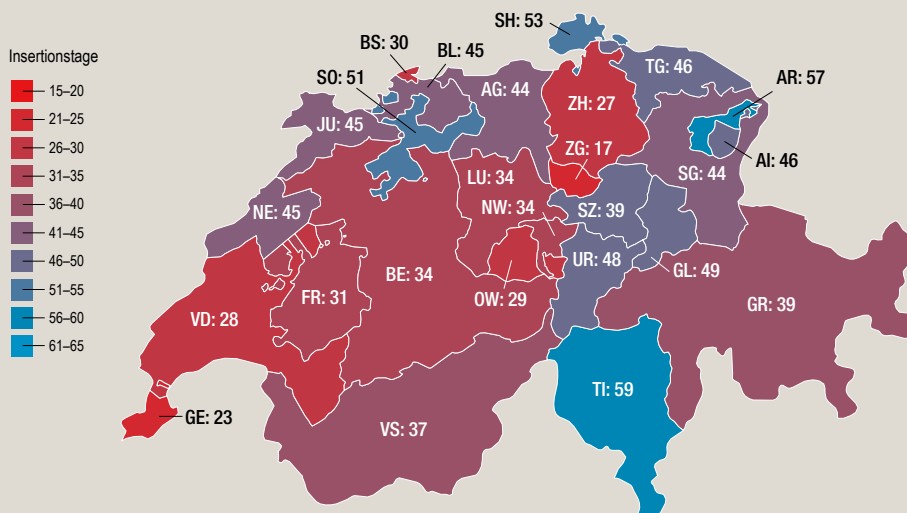 Insertionstage
15–20
21–25
26–30
31–35
36–40
41–45
46–50
51–55
56–60
61–65
SH: 53
BS: 30
BL: 45
SO: 51
TG: 46
AR: 57
AG: 44
ZH: 27
JU: 45
ZG: 17
AI: 46
LU: 34
SG: 44
NE: 45
NW: 34
SZ: 39
UR: 48
GL: 49
BE: 34
FR: 31
OW: 29
GR: 39
VD: 28
TI: 59
GE: 23
VS: 37